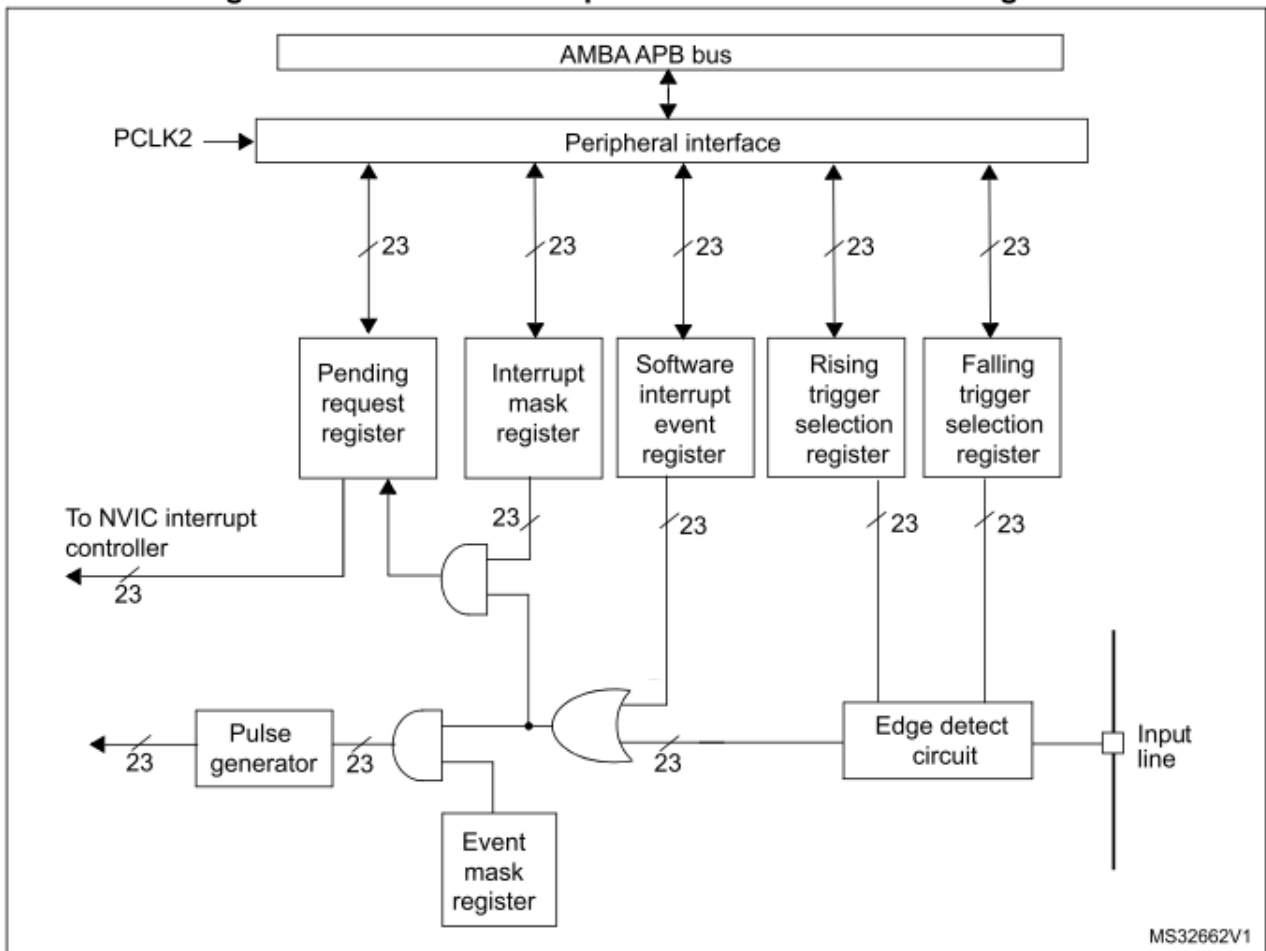 AMBA APB bus
PCLK2
Peripheral interface
23
23
23
23
23
Pending
request
register
Interrupt
mask
register
Software
interrupt
event
register
Rising
trigger
selection
register
Falling
trigger
selection
register
To NVIC interrupt
controller
23
23
23
23
23
Pulse
generator
23
23
23
Edge detect
circuit
Input
line
Event
mask
register
MS32662V1